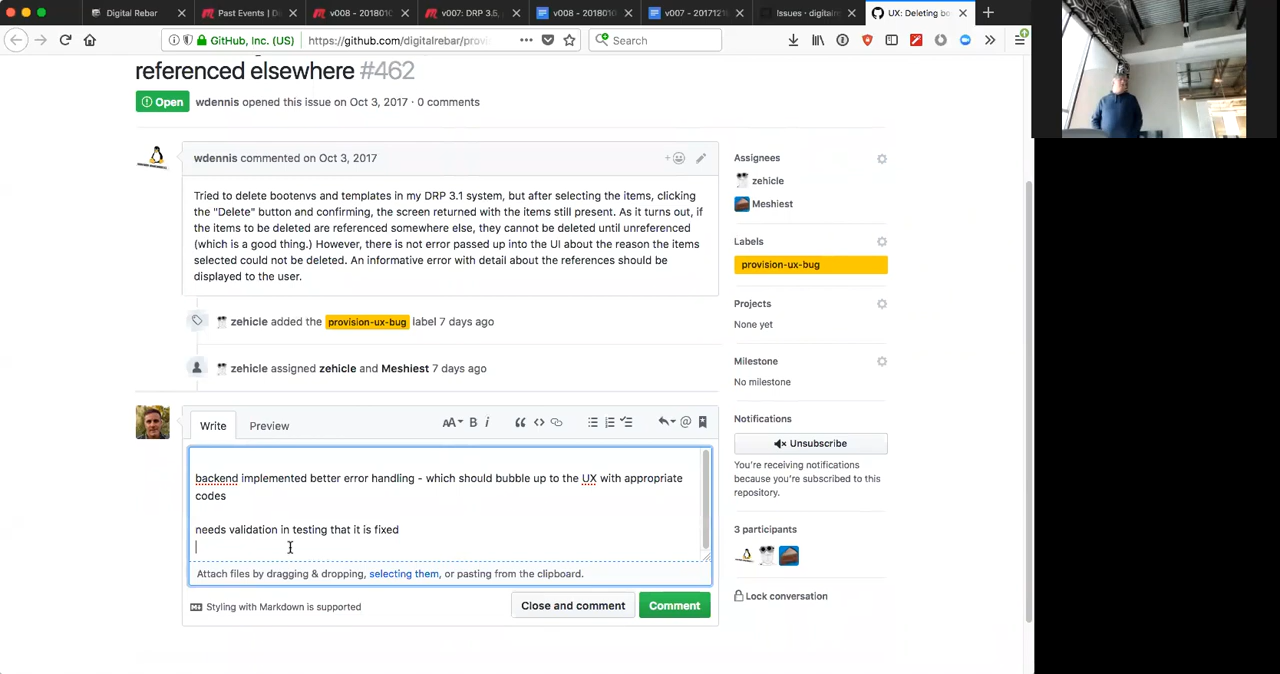 Digital Rebar
Past Events | D
v008 - 201801
v007: DRP 3.5,
v008 - 201801
v007 - 2017121
Issues · digitalre
UX: Deleting bo
GitHub, Inc. (US)
https://github.com/digitalrebar/provi
Search
referenced elsewhere #462
Open
wdennis opened this issue on Oct 3, 2017 · 0 comments
wdennis commented on Oct 3, 2017
Tried to delete bootenvs and templates in my DRP 3.1 system, but after selecting the items, clicking
the "Delete" button and confirming, the screen returned with the items still present. As it turns out, if
the items to be deleted are referenced somewhere else, they cannot be deleted until unreferenced
(which is a good thing.) However, there is not error passed up into the UI about the reason the items
selected could not be deleted. An informative error with detail about the references should be
displayed to the user.
zehicle added the provision-ux-bug label 7 days ago
zehicle assigned zehicle and Meshiest 7 days ago
Write
Preview
AA
B
i
backend implemented better error handling - which should bubble up to the UX with appropriate
codes
needs validation in testing that it is fixed
Attach files by dragging & dropping, selecting them, or pasting from the clipboard.
Styling with Markdown is supported
Close and comment
Comment
Assignees
zehicle
Meshiest
Labels
provision-ux-bug
Projects
None yet
Milestone
No milestone
Notifications
Unsubscribe
You're receiving notifications
because you're subscribed to this
repository.
3 participants
Lock conversation